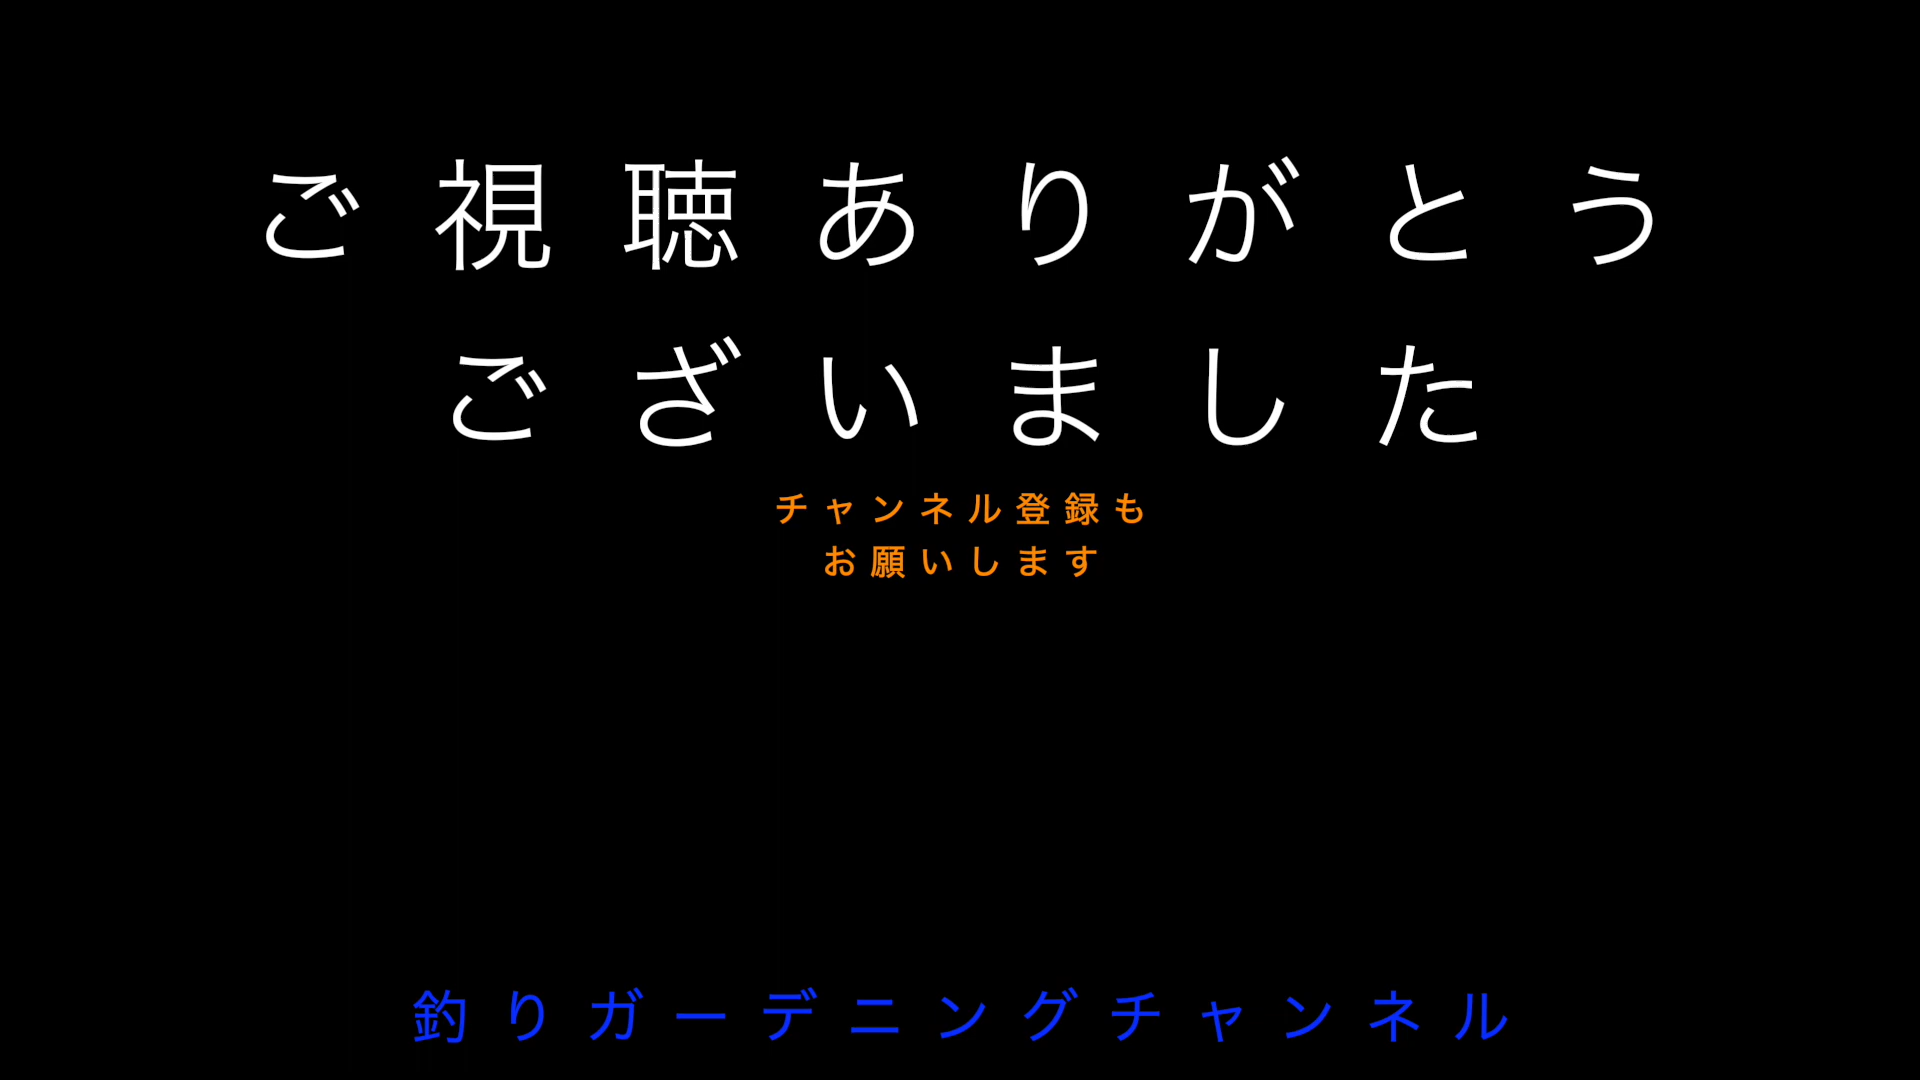 ご視聴ありがとう
ございました
チャンネル登録も
お願いします
釣りガーデニングチャンネル